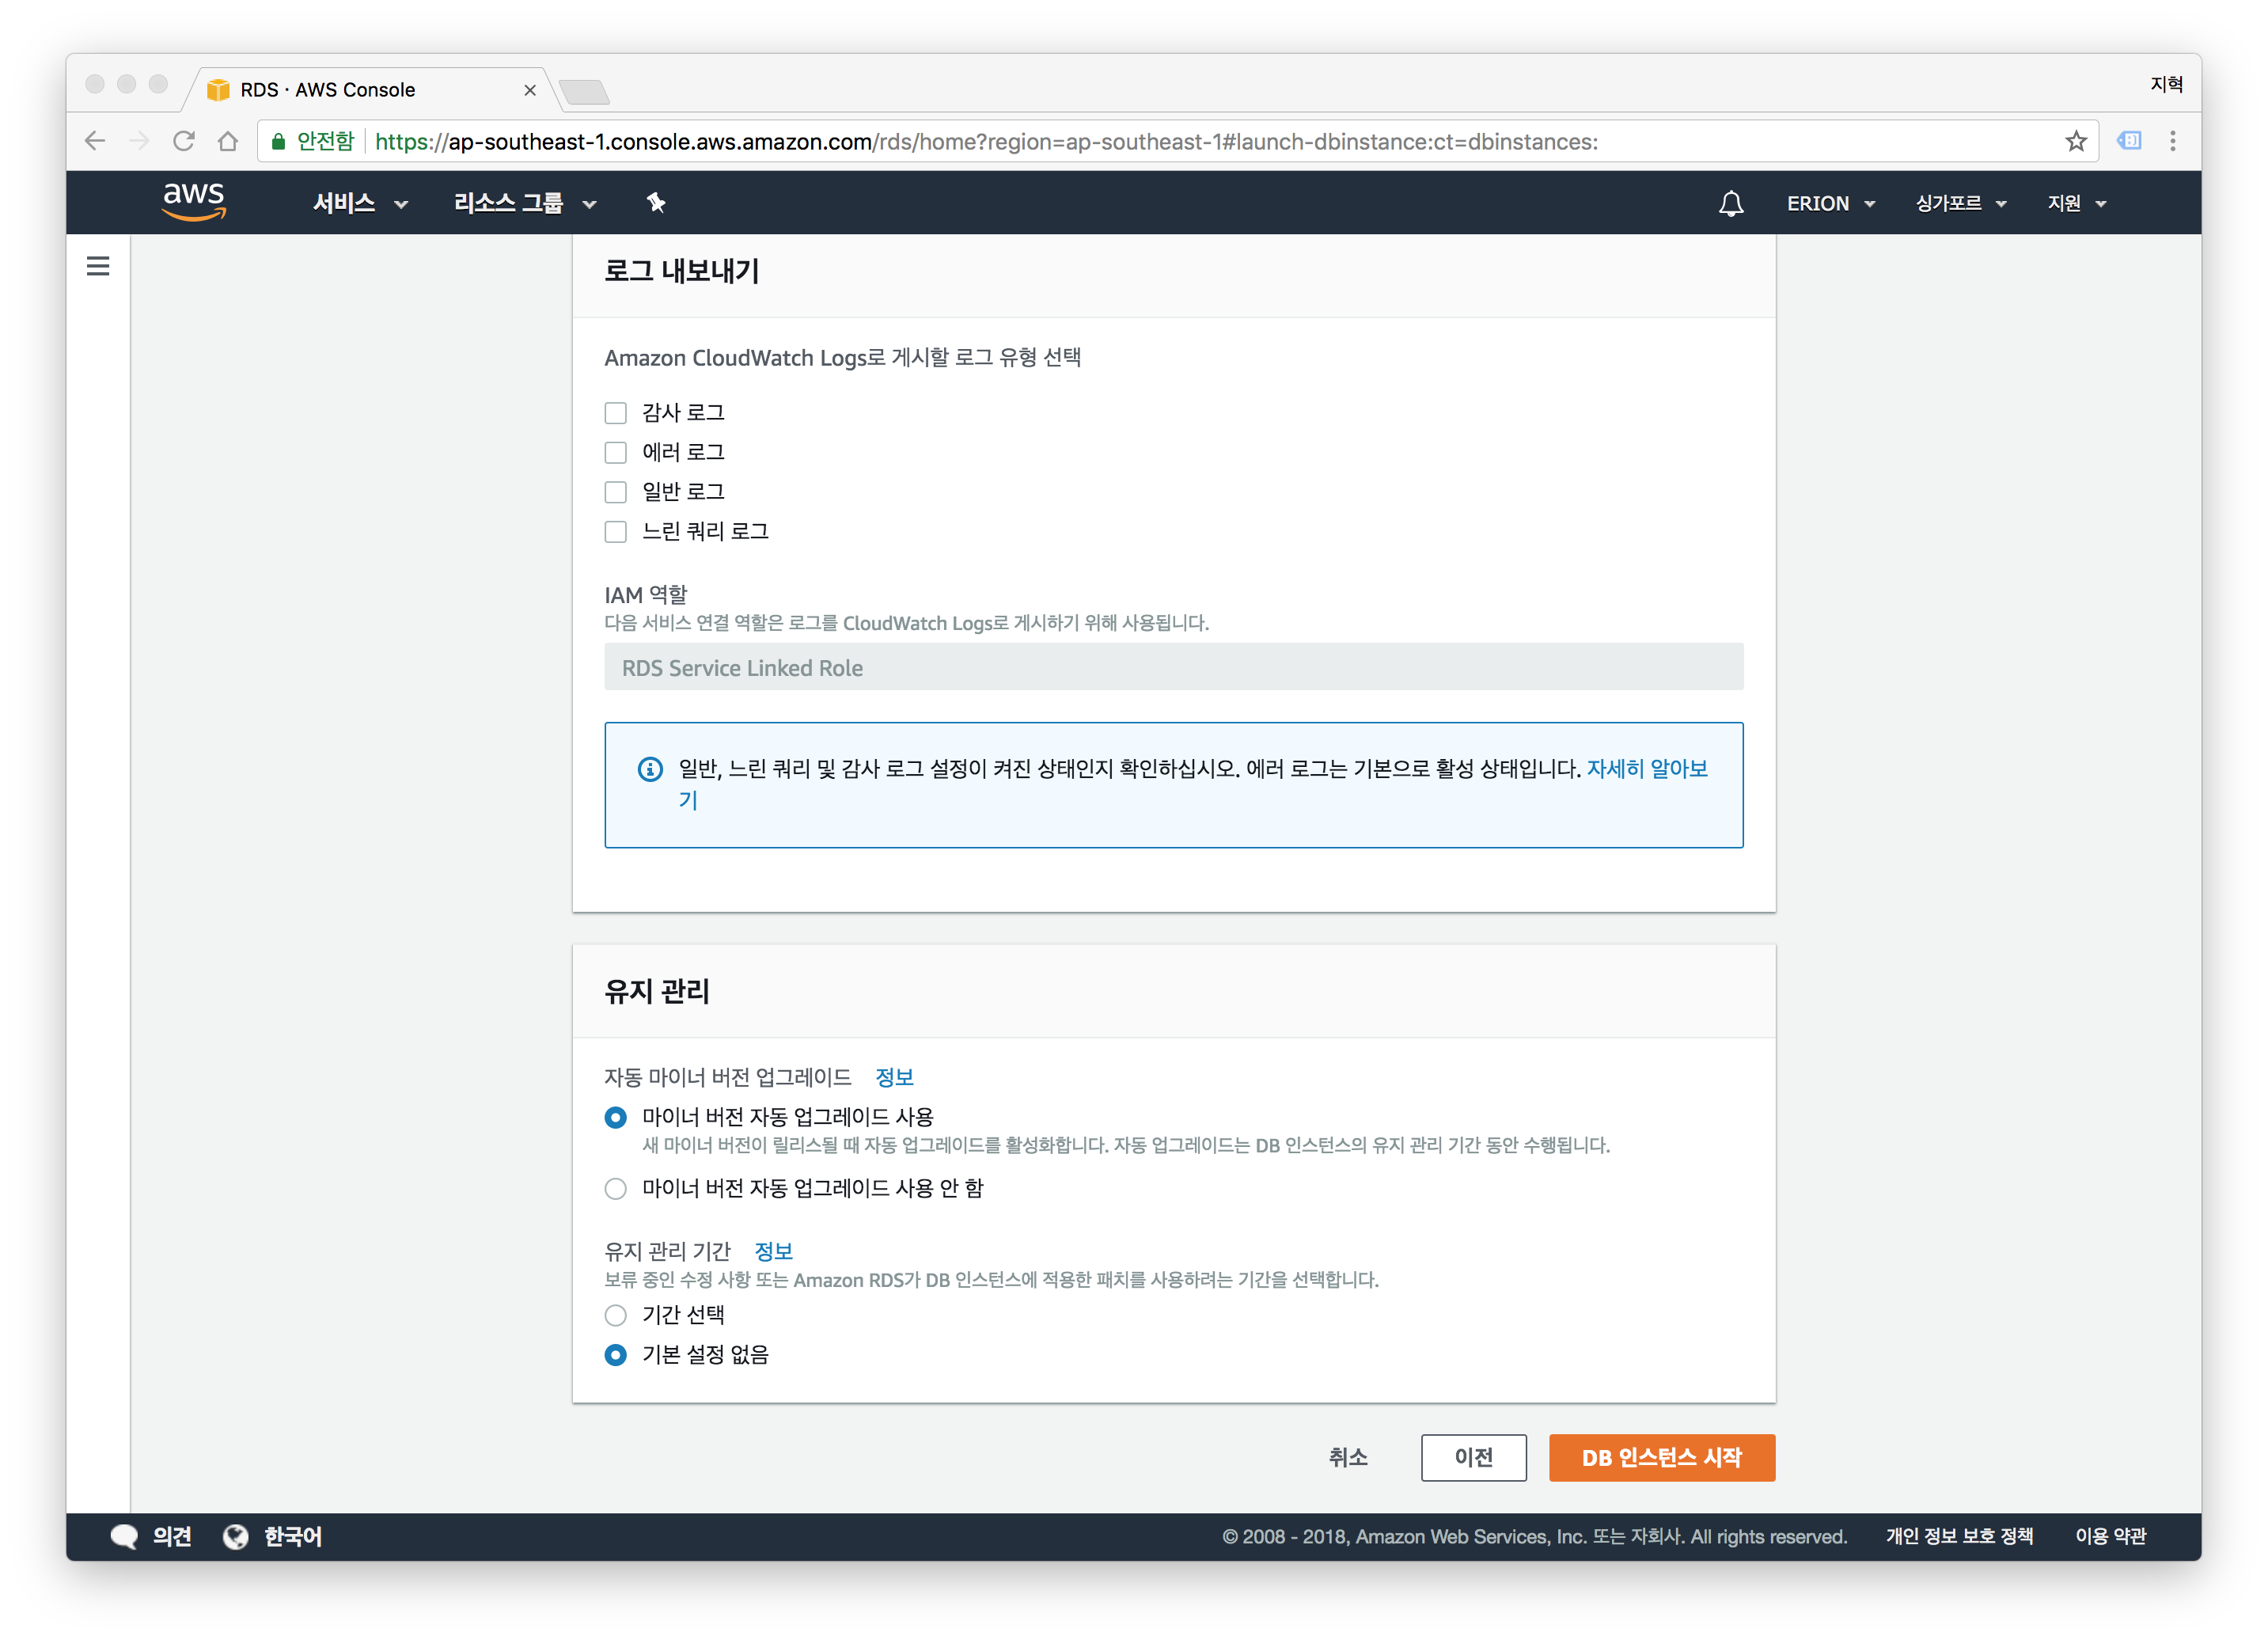 RDS · AWS Console
지혁
안전함 https://ap-southeast-1.console.aws.amazon.com/rds/home?region=ap-southeast-1#launch-dbinstance:ct=dbinstances:
aws 서비스 리소스 그룹 ERION 싱가포르 지원
로그 내보내기
Amazon CloudWatch Logs로 게시할 로그 유형 선택
감사 로그
에러 로그
일반 로그
느린 쿼리 로그
IAM 역할
다음 서비스 연결 역할은 로그를 CloudWatch Logs로 게시하기 위해 사용됩니다.
RDS Service Linked Role
일반, 느린 쿼리 및 감사 로그 설정이 켜진 상태인지 확인하십시오. 에러 로그는 기본으로 활성 상태입니다. 자세히 알아보
기
유지 관리
자동 마이너 버전 업그레이드 정보
마이너 버전 자동 업그레이드 사용
새 마이너 버전이 릴리스될 때 자동 업그레이드를 활성화합니다. 자동 업그레이드는 DB 인스턴스의 유지 관리 기간 동안 수행됩니다.
마이너 버전 자동 업그레이드 사용 안 함
유지 관리 기간 정보
보류 중인 수정 사항 또는 Amazon RDS가 DB 인스턴스에 적용한 패치를 사용하려는 기간을 선택합니다.
기간 선택
기본 설정 없음
취소 이전 DB 인스턴스 시작
의견 한국어 © 2008 - 2018, Amazon Web Services, Inc. 또는 자회사. All rights reserved. 개인 정보 보호 정책 이용 약관